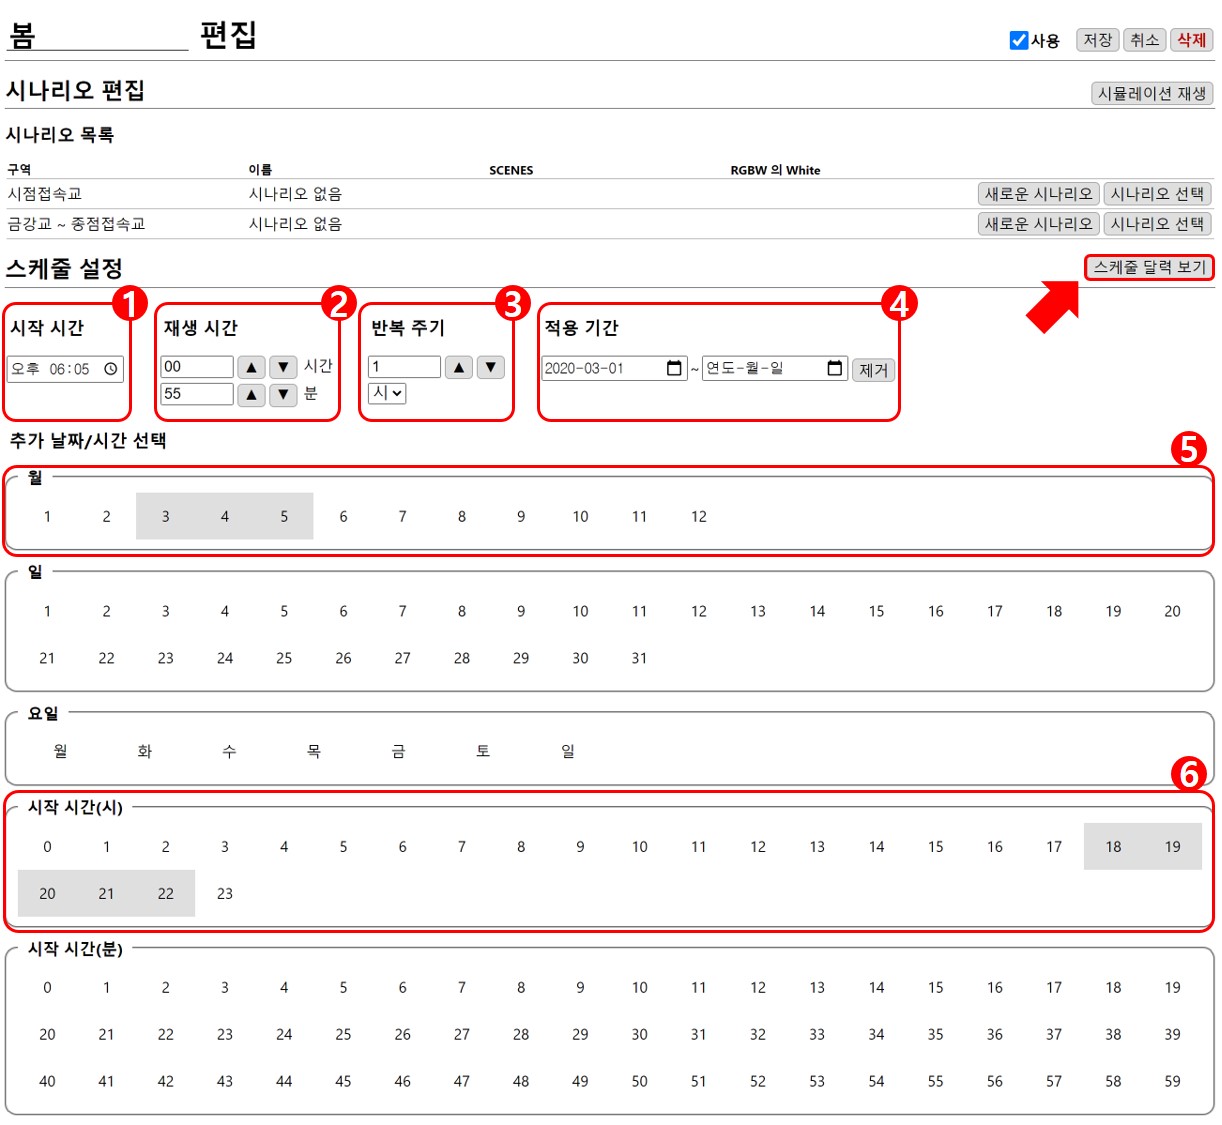 봄 편집 사용 저장 취소 삭제
시나리오 편집 시뮬레이션 재생
시나리오 목록
구역 이름 SCENES RGBW 의 White
시점접속교 시나리오 없음 새로운 시나리오 시나리오 선택
금강교 ~ 종점접속교 시나리오 없음 새로운 시나리오 시나리오 선택
스케줄 설정 스케줄 달력 보기
1 2 3 4
시작 시간 재생 시간 반복 주기 적용 기간
오후 06:05 00 ▲ ▼ 시간 1 ▲ ▼ 2020-03-01 ~ 연도-월-일 제거
55 ▲ ▼ 분 시
추가 날짜/시간 선택
5
월
1 2 3 4 5 6 7 8 9 10 11 12
일
1 2 3 4 5 6 7 8 9 10 11 12 13 14 15 16 17 18 19 20
21 22 23 24 25 26 27 28 29 30 31
요일
월 화 수 목 금 토 일
6
시작 시간(시)
0 1 2 3 4 5 6 7 8 9 10 11 12 13 14 15 16 17 18 19
20 21 22 23
시작 시간(분)
0 1 2 3 4 5 6 7 8 9 10 11 12 13 14 15 16 17 18 19
20 21 22 23 24 25 26 27 28 29 30 31 32 33 34 35 36 37 38 39
40 41 42 43 44 45 46 47 48 49 50 51 52 53 54 55 56 57 58 59